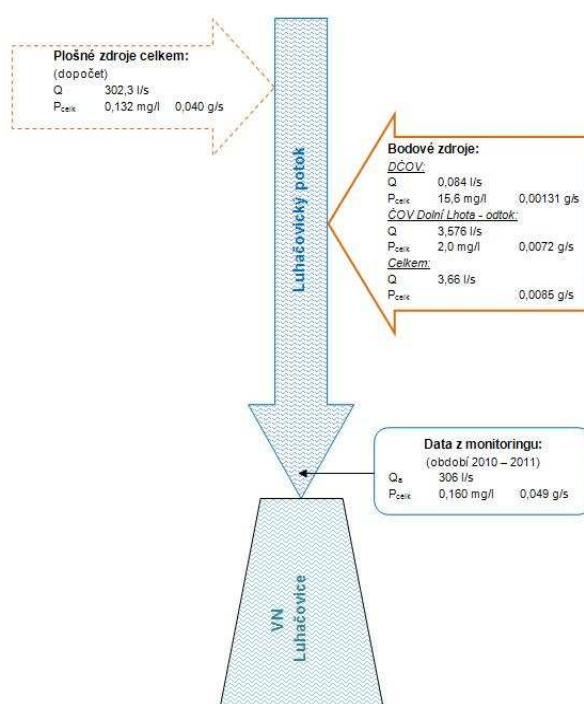 Plošné zdroje celkem:
(dopočet)
Q 302,3 l/s
Pcelk 0,132 mg/l 0,040 g/s
Luhačovický potok
Bodové zdroje:
DČOV:
Q 0,084 l/s
Pcelk 15,6 mg/l 0,00131 g/s
ČOV Dolní Lhota - odtok:
Q 3,576 l/s
Pcelk 2,0 mg/l 0,0072 g/s
Celkem:
Q 3,66 l/s
Pcelk 0,0085 g/s
Data z monitoringu:
(období 2010 – 2011)
Qa 306 l/s
Pcelk 0,160 mg/l 0,049 g/s
VN
Luhačovice